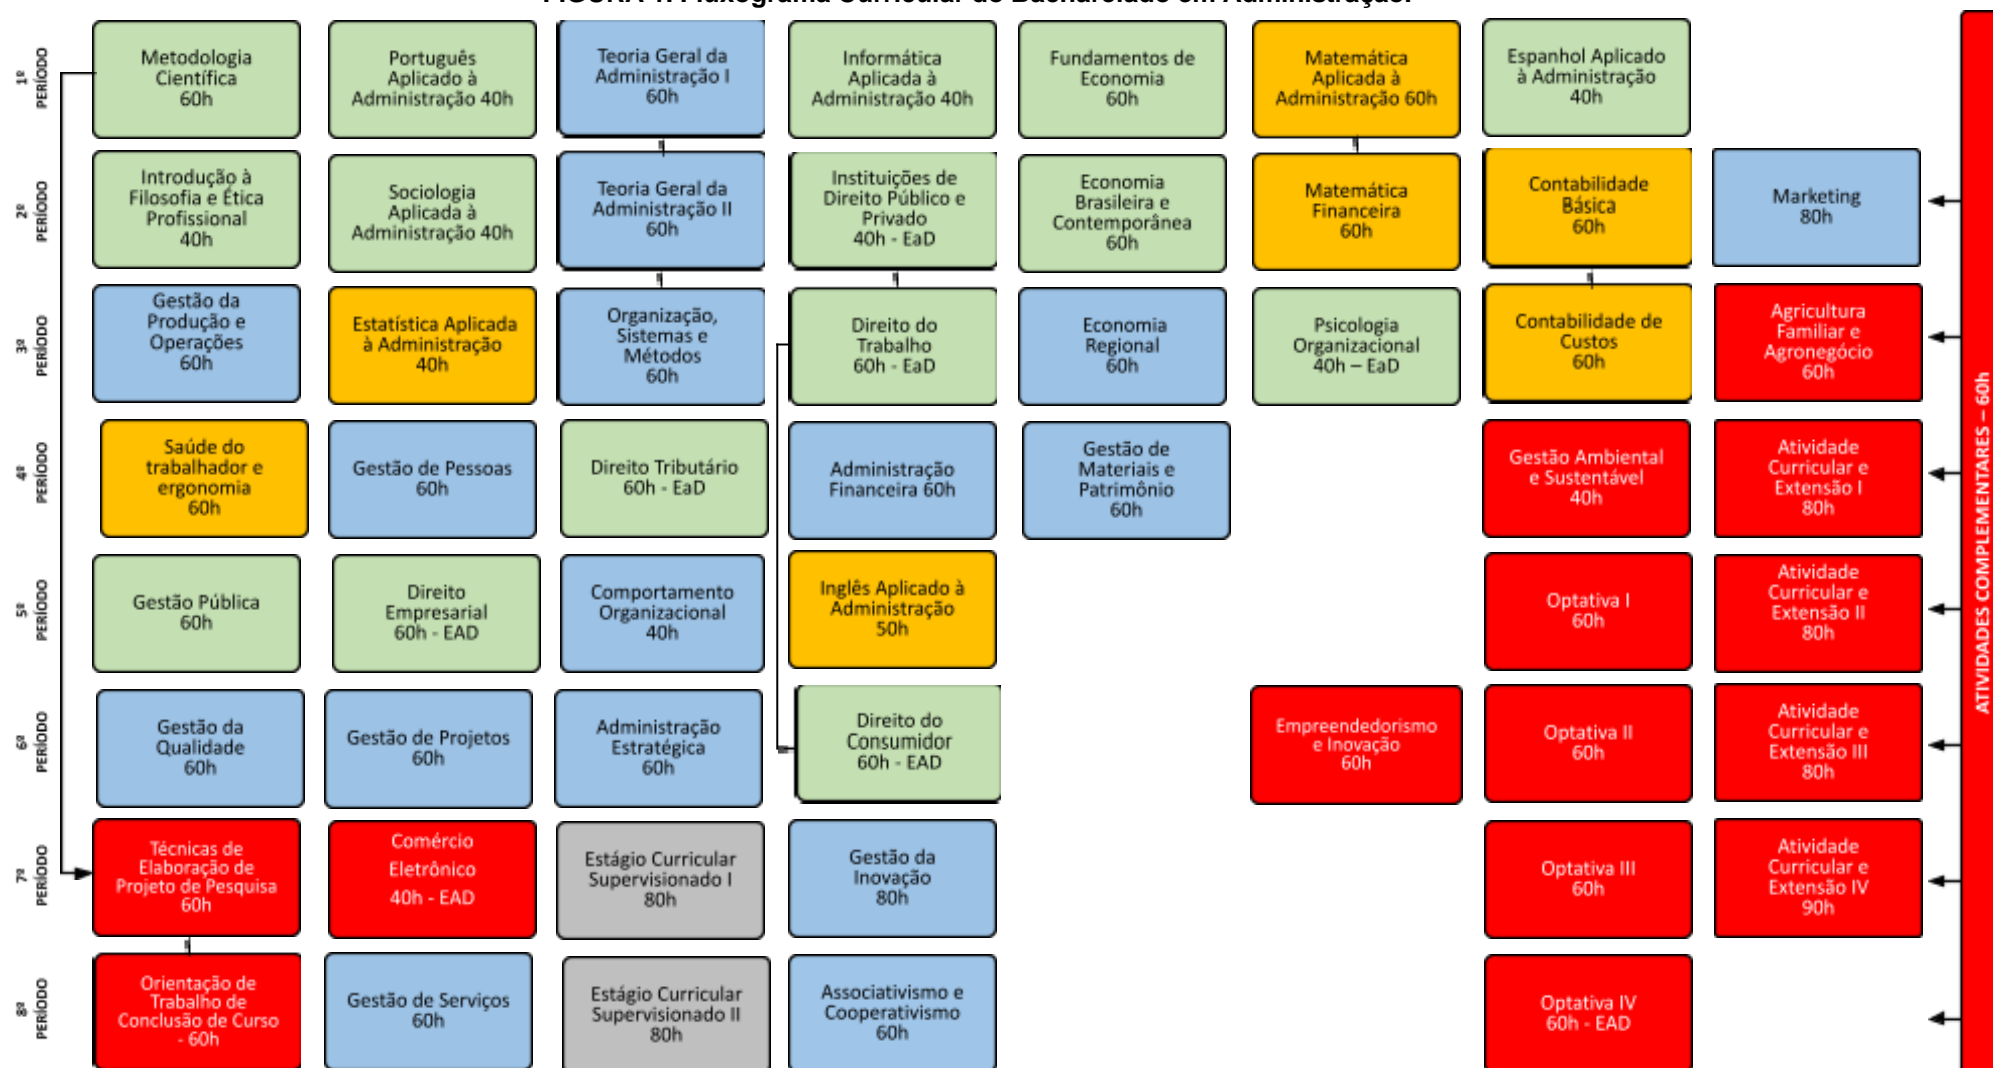 FIGURA 1. Fluxograma Curricular do Bacharelado em Administração.
1º
PERÍODO
Metodologia
Científica
60h
Português
Aplicado à
Administração 40h
Teoria Geral da
Administração I
60h
Informática
Aplicada à
Administração 40h
Fundamentos de
Economia
60h
Matemática
Aplicada à
Administração 60h
Espanhol Aplicado
à Administração
40h
2º
PERÍODO
Introdução à
Filosofia e Ética
Profissional
40h
Sociologia
Aplicada à
Administração 40h
Teoria Geral da
Administração II
60h
Instituições de
Direito Público e
Privado
40h - EaD
Economia
Brasileira e
Contemporânea
60h
Matemática
Financeira
60h
Contabilidade
Básica
60h
Marketing
80h
3º
PERÍODO
Gestão da
Produção e
Operações
60h
Estatística Aplicada
à Administração
40h
Organização,
Sistemas e
Métodos
60h
Direito do
Trabalho
60h - EaD
Economia
Regional
60h
Psicologia
Organizacional
40h – EaD
Contabilidade de
Custos
60h
Agricultura
Familiar e
Agronegócio
60h
4º
PERÍODO
Saúde do
trabalhador e
ergonomia
60h
Gestão de Pessoas
60h
Direito Tributário
60h - EaD
Administração
Financeira 60h
Gestão de
Materiais e
Patrimônio
60h
Gestão Ambiental
e Sustentável
40h
Atividade
Curricular e
Extensão I
80h
5º
PERÍODO
Gestão Pública
60h
Direito
Empresarial
60h - EAD
Comportamento
Organizacional
40h
Inglês Aplicado à
Administração
50h
Optativa I
60h
Atividade
Curricular e
Extensão II
80h
6º
PERÍODO
Gestão da
Qualidade
60h
Gestão de Projetos
60h
Administração
Estratégica
60h
Direito do
Consumidor
60h - EAD
Empreendedorismo
e Inovação
60h
Optativa II
60h
Atividade
Curricular e
Extensão III
80h
7º
PERÍODO
Técnicas de
Elaboração de
Projeto de Pesquisa
60h
Comércio
Eletrônico
40h - EAD
Estágio Curricular
Supervisionado I
80h
Gestão da
Inovação
80h
Optativa III
60h
Atividade
Curricular e
Extensão IV
90h
8º
PERÍODO
Orientação de
Trabalho de
Conclusão de Curso
- 60h
Gestão de Serviços
60h
Estágio Curricular
Supervisionado II
80h
Associativismo e
Cooperativismo
60h
Optativa IV
60h - EAD
ATIVIDADES COMPLEMENTARES – 60h